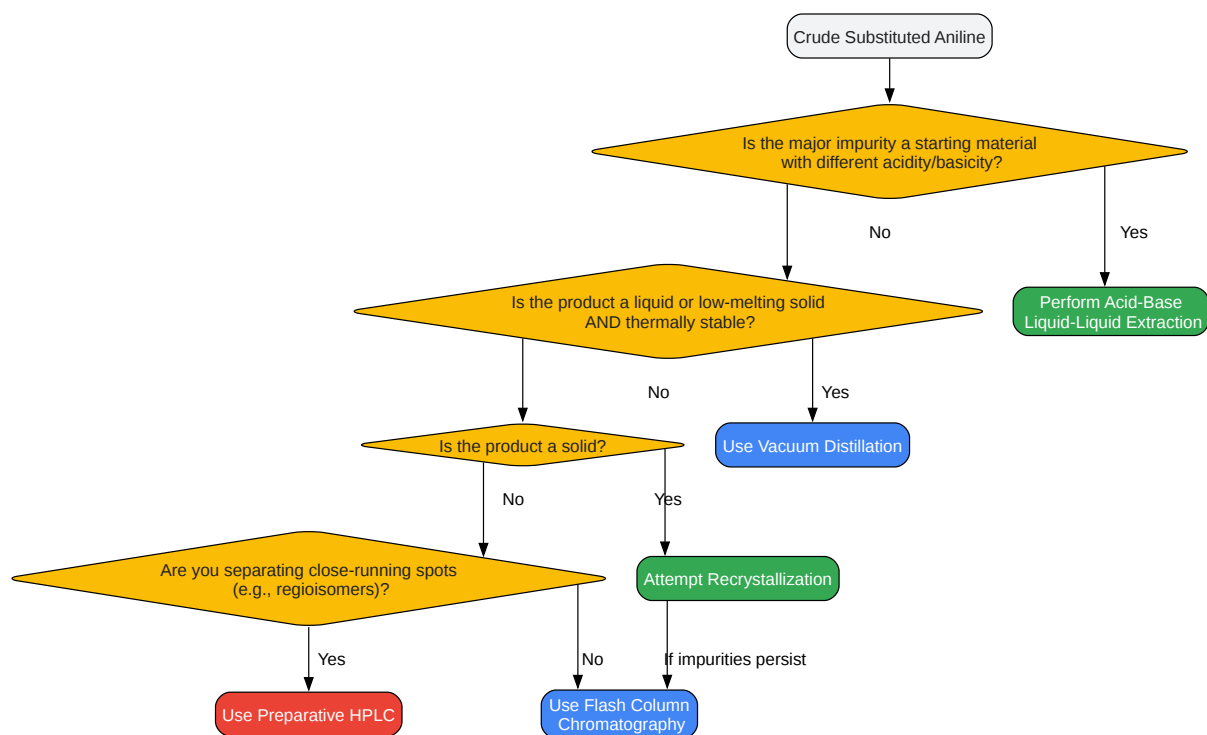 Crude Substituted Aniline
Is the major impurity a starting material
with different acidity/basicity?
No
Yes
Is the product a liquid or low-melting solid
AND thermally stable?
Perform Acid-Base
Liquid-Liquid Extraction
No
Yes
Is the product a solid?
Use Vacuum Distillation
No
Yes
Are you separating close-running spots
(e.g., regioisomers)?
Attempt Recrystallization
Yes
No
If impurities persist
Use Preparative HPLC
Use Flash Column
Chromatography